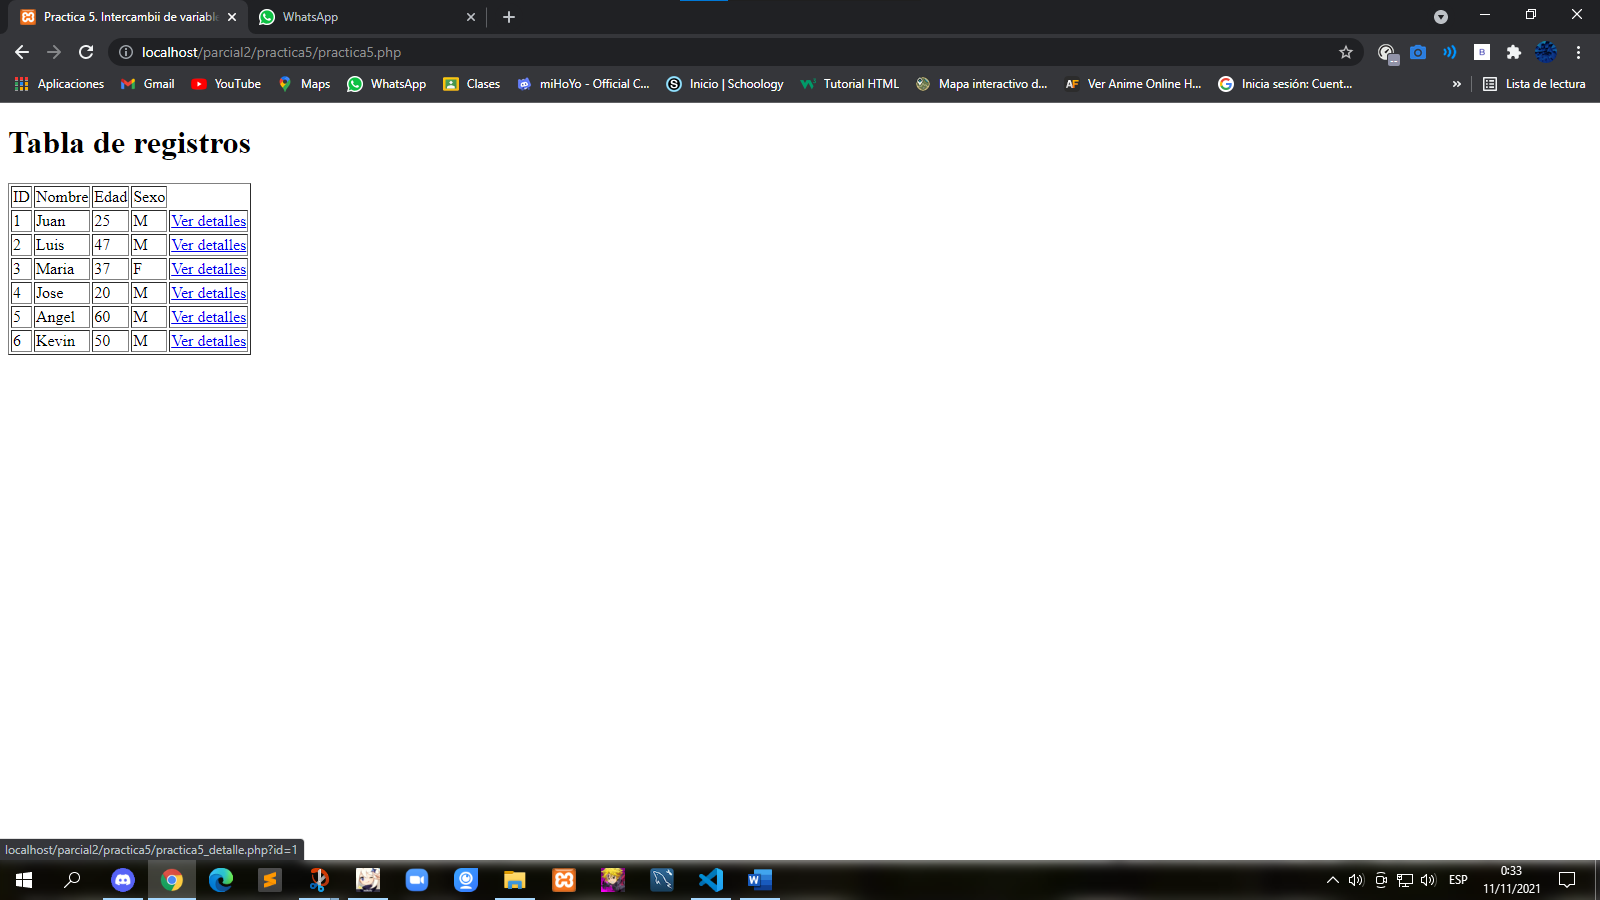 Practica 5. Intercambii de variable
WhatsApp
localhost/parcial2/practica5/practica5.php
Aplicaciones Gmail YouTube Maps WhatsApp Clases miHoYo - Official C... Inicio | Schoology Tutorial HTML Mapa interactivo d... AF Ver Anime Online H... Inicia sesión: Cuent... » Lista de lectura
Tabla de registros
ID Nombre Edad Sexo
1 Juan 25 M Ver detalles
2 Luis 47 M Ver detalles
3 Maria 37 F Ver detalles
4 Jose 20 M Ver detalles
5 Angel 60 M Ver detalles
6 Kevin 50 M Ver detalles
localhost/parcial2/practica5/practica5_detalle.php?id=1
ESP
0:33
11/11/2021